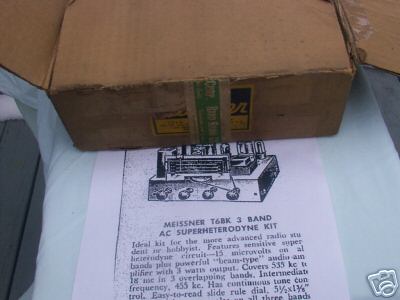 MEISSNER T6BK 3 BAND
AC SUPERHETERODYNE KIT
Ideal kit for the more advanced radio stu
dent or hobbyist. Features sensitive super
heterodyne circuit—15 microvolts on al
bands plus powerful "beam-type" audio am
plifier with 3 watts output. Covers 535 kc t
18 mc in 3 overlapping bands. Intermediat
frequency, 455 kc. Has continuous tone con
trol. Easy-to-read slide rule dial.
on all three bands